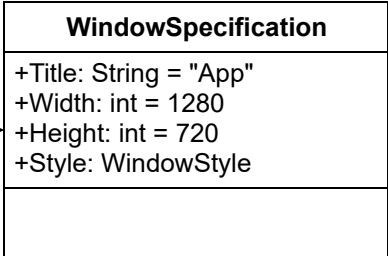 WindowSpecification
+Title: String = "App"
+Width: int = 1280
+Height: int = 720
+Style: WindowStyle